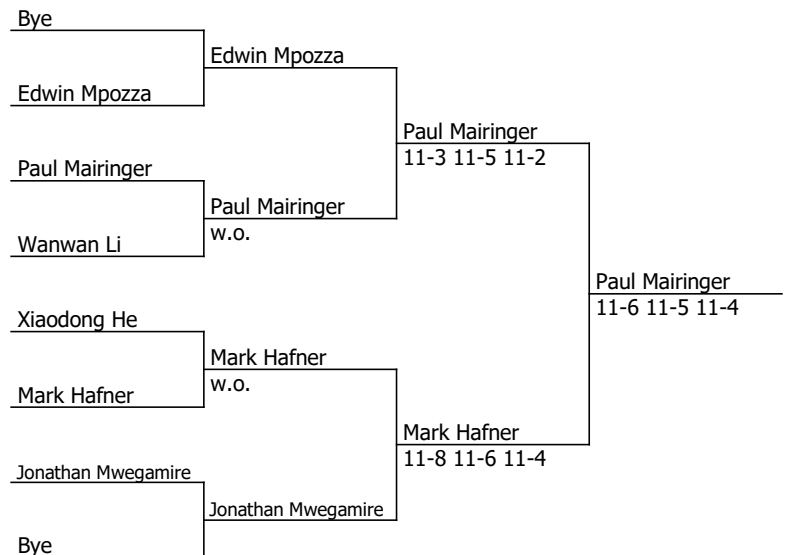 Bye
Edwin Mpozza
Edwin Mpozza
Paul Mairinger
11-3 11-5 11-2
Paul Mairinger
Paul Mairinger
w.o.
Wanwan Li
Paul Mairinger
11-6 11-5 11-4
Xiaodong He
Mark Hafner
w.o.
Mark Hafner
Mark Hafner
11-8 11-6 11-4
Jonathan Mwegamire
Jonathan Mwegamire
Bye